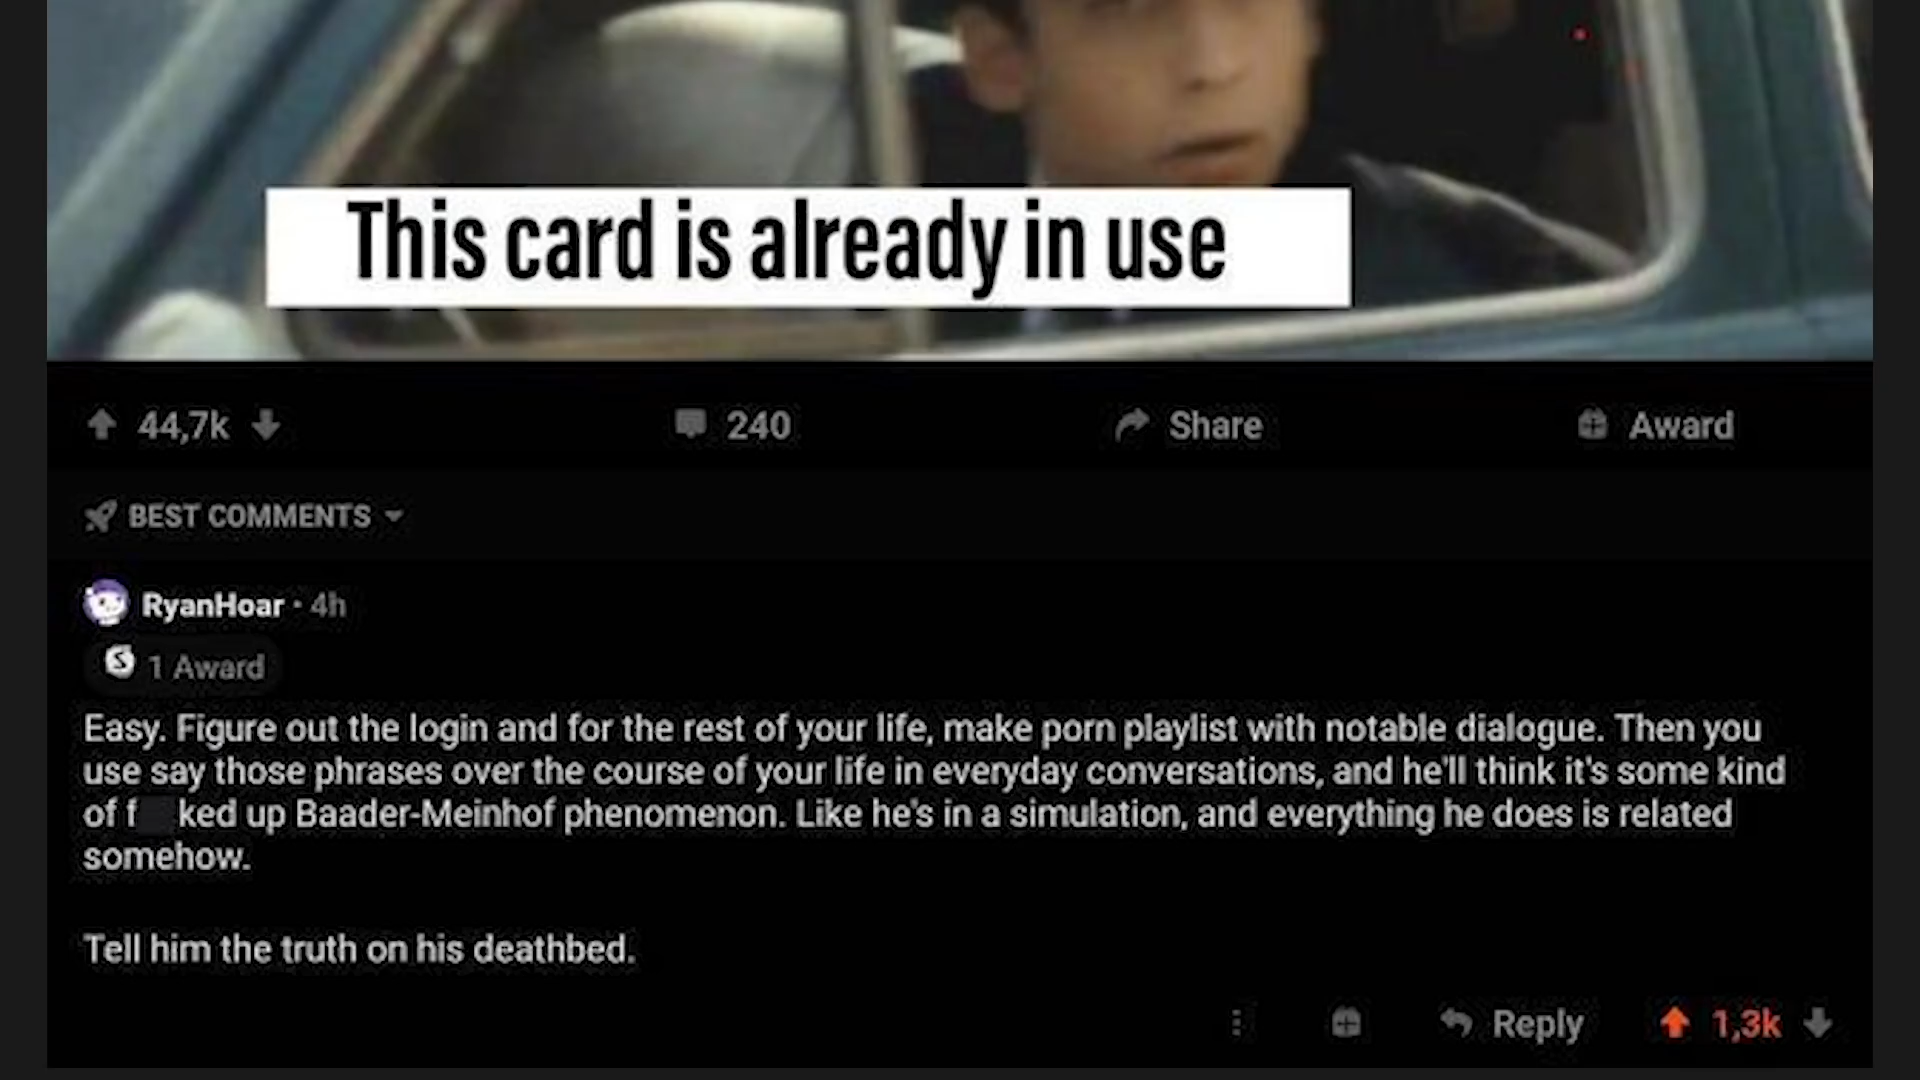 This card is already in use
44,7k
240
Share
Award
BEST COMMENTS
RyanHoar · 4h
1 Award
Easy. Figure out the login and for the rest of your life, make porn playlist with notable dialogue. Then you
use say those phrases over the course of your life in everyday conversations, and he'll think it's some kind
of f ked up Baader-Meinhof phenomenon. Like he's in a simulation, and everything he does is related
somehow.
Tell him the truth on his deathbed.
Reply
1,3k